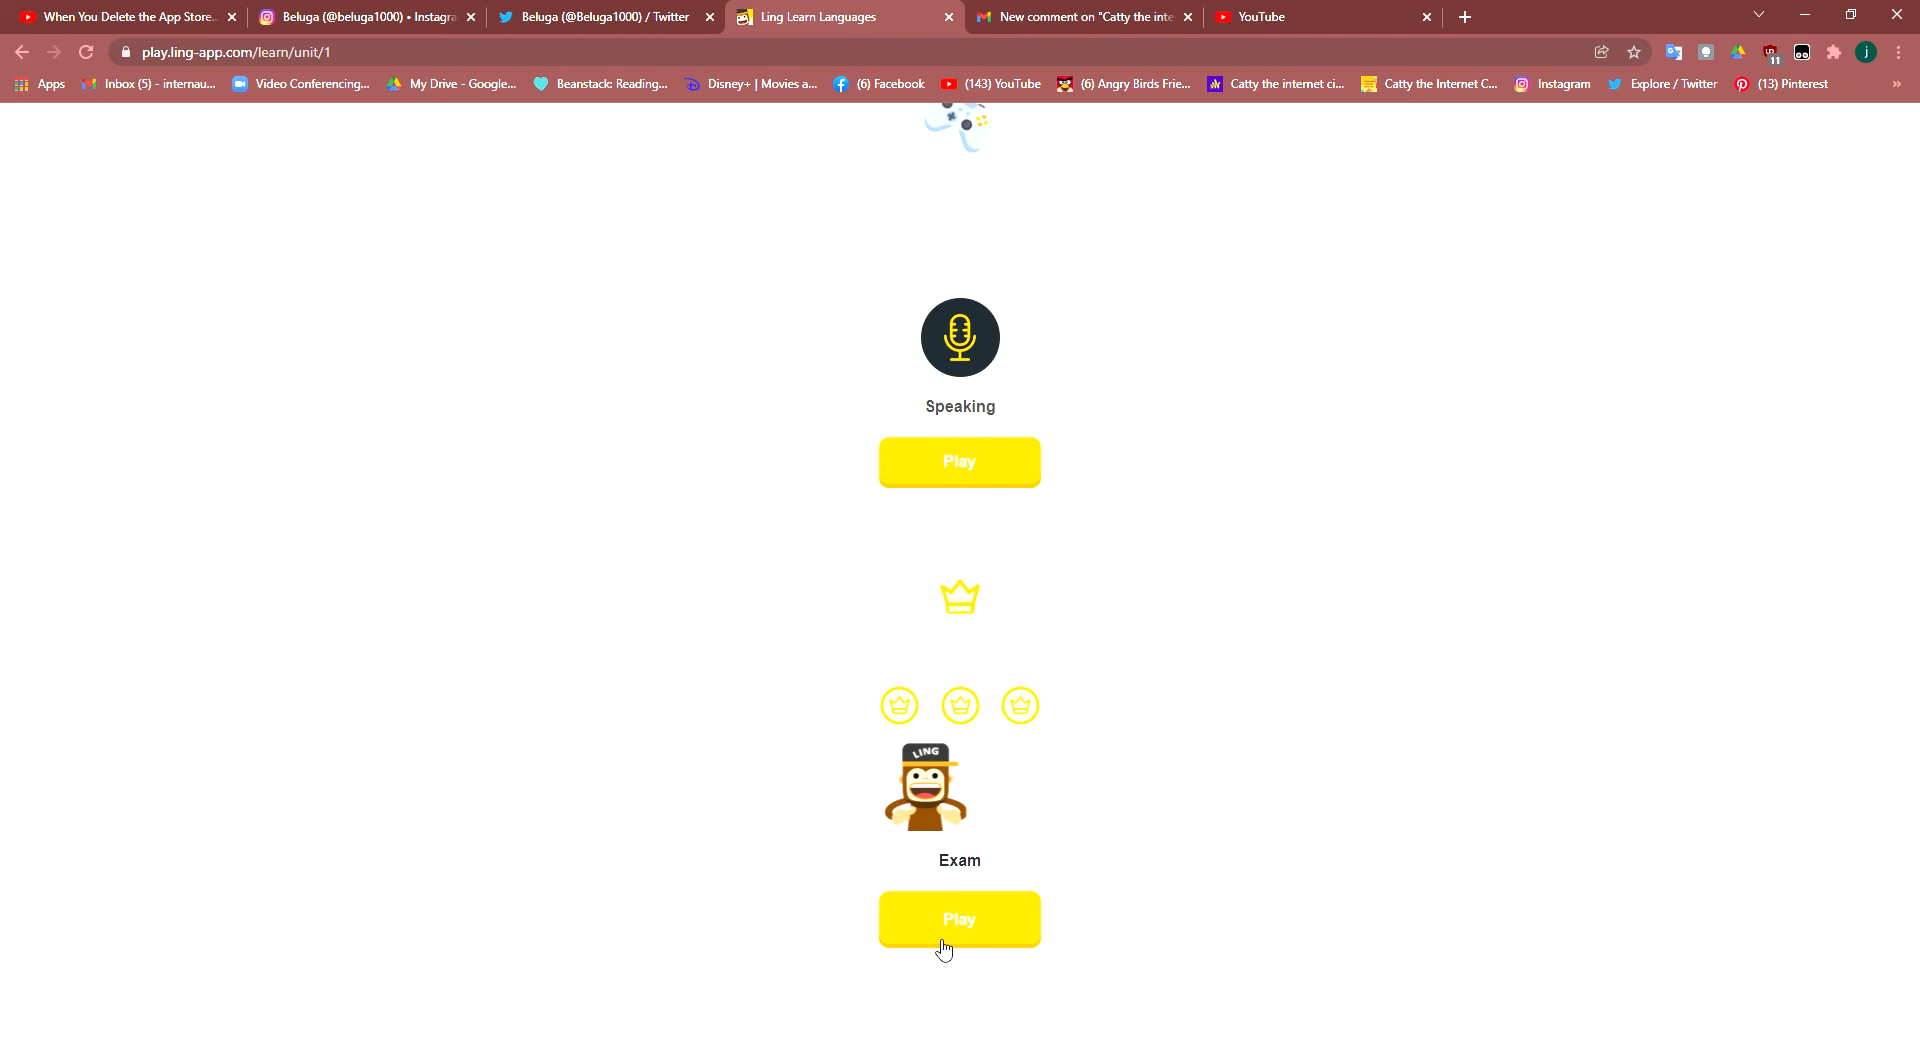 When You Delete the App Store...
Beluga (@beluga1000) • Instagra
Beluga (@Beluga1000) / Twitter
Ling Learn Languages
New comment on "Catty the inte
YouTube
play.ling-app.com/learn/unit/1
11
j
Apps
Inbox (5) - internau...
Video Conferencing...
My Drive - Google...
Beanstack: Reading...
Disney+ | Movies a...
(6) Facebook
(143) YouTube
(6) Angry Birds Frie...
Catty the internet ci...
Catty the Internet C...
Instagram
Explore / Twitter
(13) Pinterest
»
Speaking
Play
LING
Exam
Play